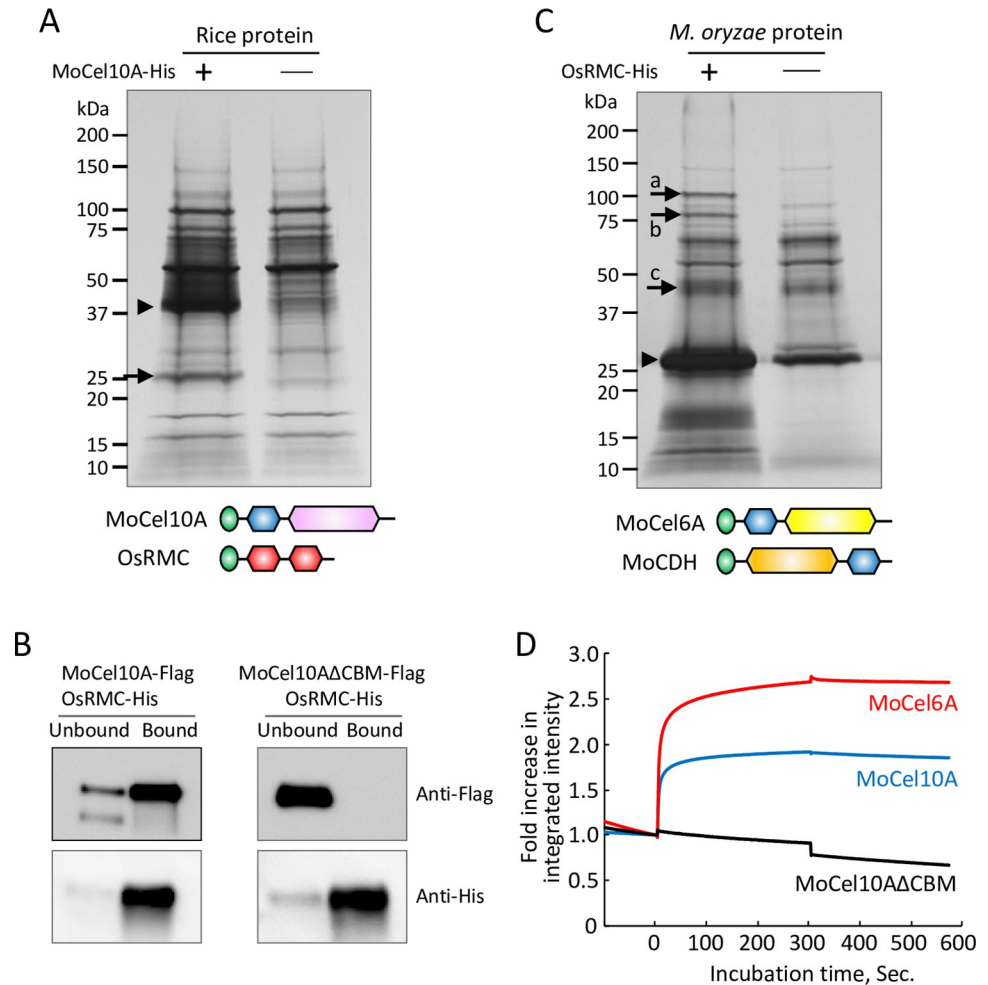 A
Rice protein
MoCel10A-His + —
kDa
200
150
100
75
50
37
25
20
15
10
MoCel10A
OsRMC
C
M. oryzae protein
OsRMC-His + —
kDa
200
150
a
100
75
b
50
c
37
25
20
15
10
MoCel6A
MoCDH
B
MoCel10A-Flag
OsRMC-His
Unbound Bound
MoCel10AΔCBM-Flag
OsRMC-His
Unbound Bound
Anti-Flag
Anti-His
D
Fold increase in
integrated intensity
3.0
2.5
2.0
1.5
1.0
0.5
0
MoCel6A
MoCel10A
MoCel10AΔCBM
0 100 200 300 400 500 600
Incubation time, Sec.